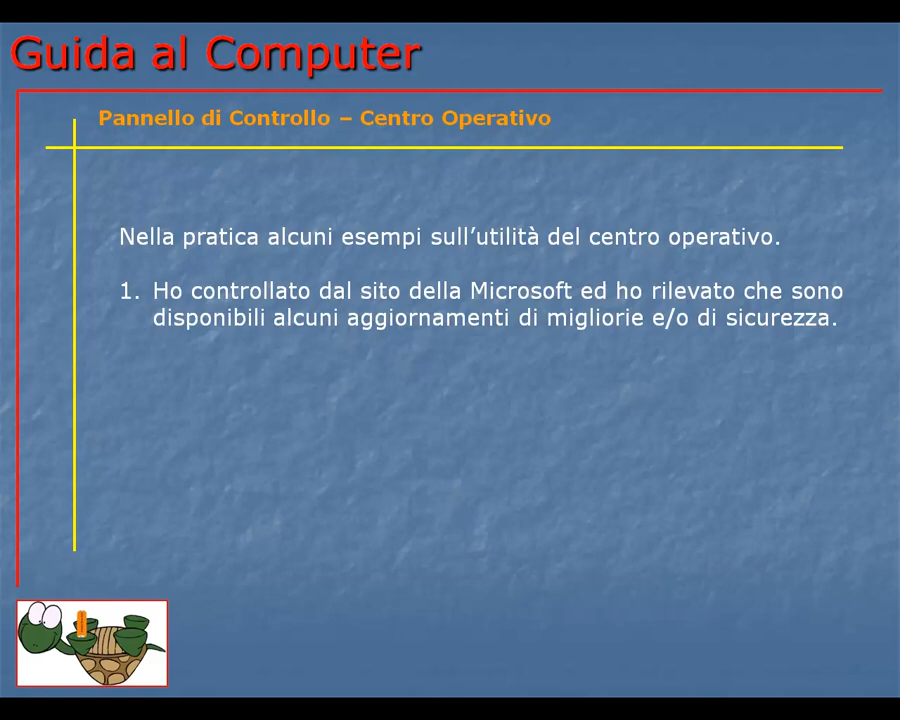 Guida al Computer
Pannello di Controllo – Centro Operativo
Nella pratica alcuni esempi sull’utilità del centro operativo.
1. Ho controllato dal sito della Microsoft ed ho rilevato che sono
disponibili alcuni aggiornamenti di migliorie e/o di sicurezza.